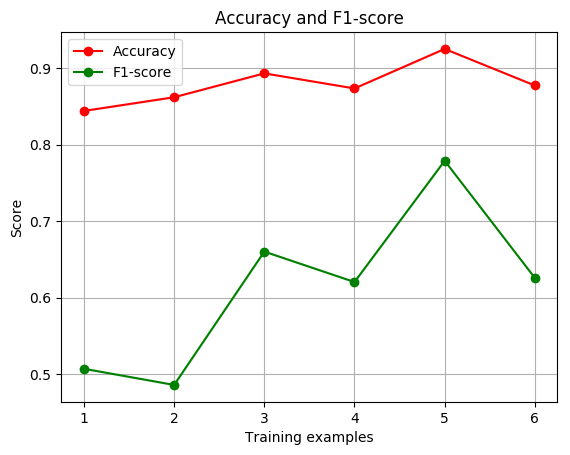 Accuracy and F1-score
Accuracy
F1-score
0.9
0.8
0.7
0.6
0.5
Score
1 2 3 4 5 6
Training examples